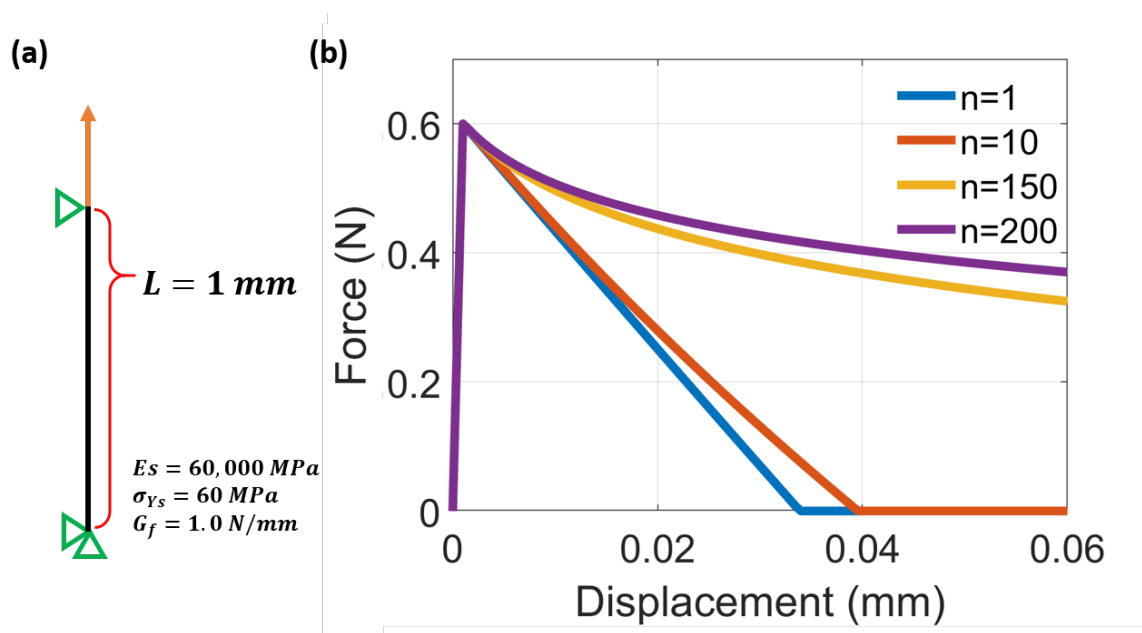 (a)
L = 1 mm
Es = 60,000 MPa
σYs = 60 MPa
Gf = 1.0 N/mm
(b)
Force (N)
0.6
0.4
0.2
0
0
0.02
0.04
0.06
Displacement (mm)
n=1
n=10
n=150
n=200